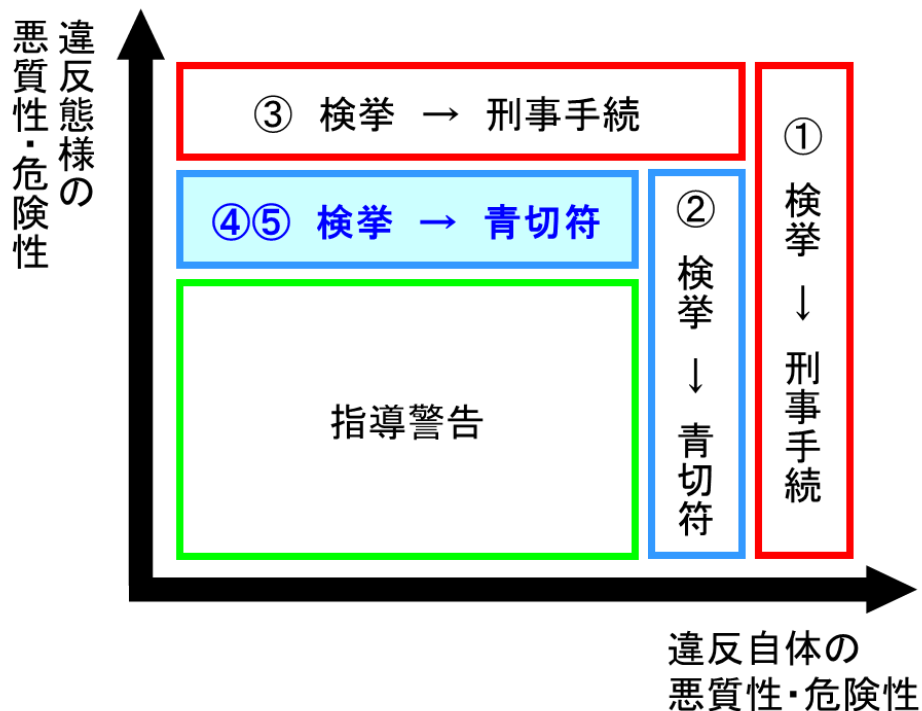 違反態様の
悪質性・危険性
③ 検挙 → 刑事手続
④⑤ 検挙 → 青切符
指導警告
② 検挙 → 青切符
① 検挙 → 刑事手続
違反自体の
悪質性・危険性